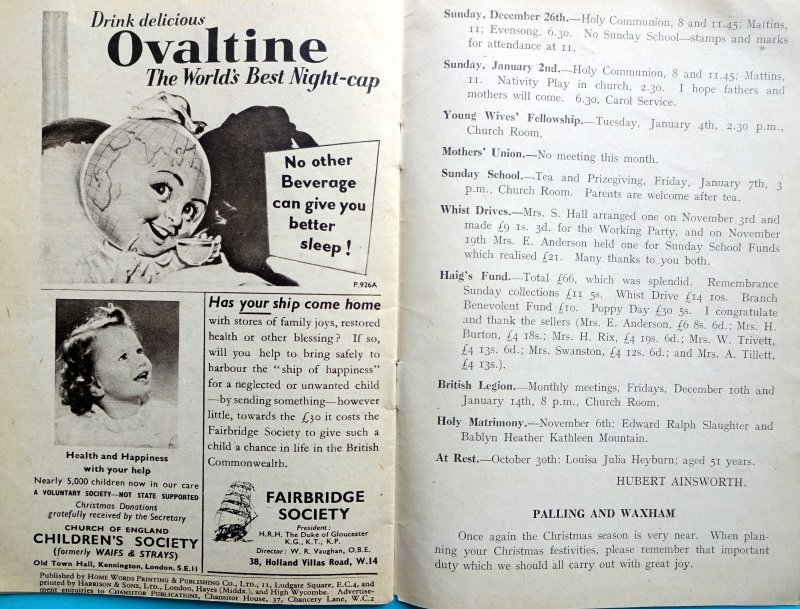 Drink delicious
Ovaltine
The World's Best Night-cap
No other
Beverage
can give you
better
sleep!
P.926A
Health and Happiness
with your help
Nearly 5,000 children now in our care
A VOLUNTARY SOCIETY—NOT STATE SUPPORTED
Christmas Donations
gratefully received by the Secretary
CHURCH OF ENGLAND
CHILDREN'S SOCIETY
(formerly WAIFS & STRAYS)
Old Town Hall, Kennington, London, S.E.11
Has your ship come home
with stores of family joys, restored
health or other blessing? If so,
will you help to bring safely to
harbour the "ship of happiness"
for a neglected or unwanted child
—by sending something—however
little, towards the £30 it costs the
Fairbridge Society to give such a
child a chance in life in the British
Commonwealth.
FAIRBRIDGE
SOCIETY
President:
H.R.H. The Duke of Gloucester
K.G., K.T., K.P.
Director: W. R. Vaughan, O.B.E.
38, Holland Villas Road, W.14
Published by HOME WORDS PRINTING & PUBLISHING CO., LTD., 11, Ludgate Square, E.C.4, and
printed by HARRISON & SONS, LTD., London, Hayes (Middx.), and High Wycombe. Advertise-
ment enquiries to CHANSITOR PUBLICATIONS, Chansitor House, 37, Chancery Lane, W.C.2
Sunday, December 26th.—Holy Communion, 8 and 11.45; Mattins,
11; Evensong, 6.30. No Sunday School—stamps and marks
for attendance at 11.
Sunday, January 2nd.—Holy Communion, 8 and 11.45; Mattins,
11. Nativity Play in church, 2.30. I hope fathers and
mothers will come. 6.30, Carol Service.
Young Wives' Fellowship.—Tuesday, January 4th, 2.30 p.m.,
Church Room.
Mothers' Union.—No meeting this month.
Sunday School.—Tea and Prizegiving, Friday, January 7th, 3
p.m., Church Room. Parents are welcome after tea.
Whist Drives.—Mrs. S. Hall arranged one on November 3rd and
made £9 1s. 3d. for the Working Party, and on November
19th Mrs. E. Anderson held one for Sunday School Funds
which realised £21. Many thanks to you both.
Haig's Fund.—Total £66, which was splendid. Remembrance
Sunday collections £11 5s. Whist Drive £14 10s. Branch
Benevolent Fund £10. Poppy Day £30 5s. I congratulate
and thank the sellers (Mrs. E. Anderson, £6 8s. 6d.; Mrs. H.
Burton, £4 18s.; Mrs. H. Rix, £4 19s. 6d.; Mrs. W. Trivett,
£4 13s. 6d.; Mrs. Swanston, £4 12s. 6d.; and Mrs. A. Tillett,
£4 13s.).
British Legion.—Monthly meetings, Fridays, December 10th and
January 14th, 8 p.m., Church Room.
Holy Matrimony.—November 6th: Edward Ralph Slaughter and
Bablyn Heather Kathleen Mountain.
At Rest.—October 30th: Louisa Julia Heyburn; aged 51 years.
HUBERT AINSWORTH.
PALLING AND WAXHAM
Once again the Christmas season is very near. When plan-
ning your Christmas festivities, please remember that important
duty which we should all carry out with great joy.